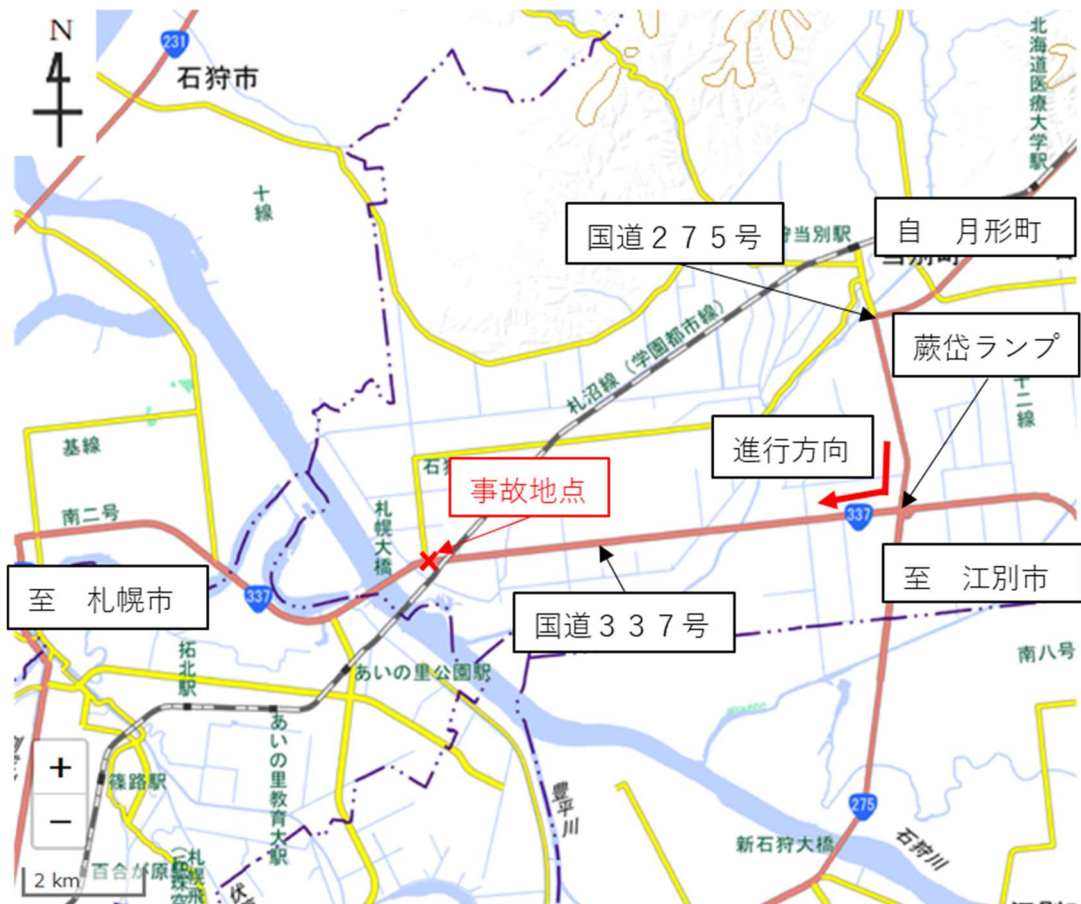 N
231
石狩市
十線
北海道医療大学駅
国道２７５号
狩当別駅
自　月形町
当別町
蕨岱ランプ
十二線
札沼線（学園都市線）
進行方向
基線
石狩
事故地点
南二号
札幌大橋
337
至　札幌市
337
至　江別市
国道３３７号
拓北駅
あいの里公園駅
南八号
あいの里教育大駅
+
篠路駅
−
豊平川
275
新石狩大橋
石狩川
2 km
百合が原